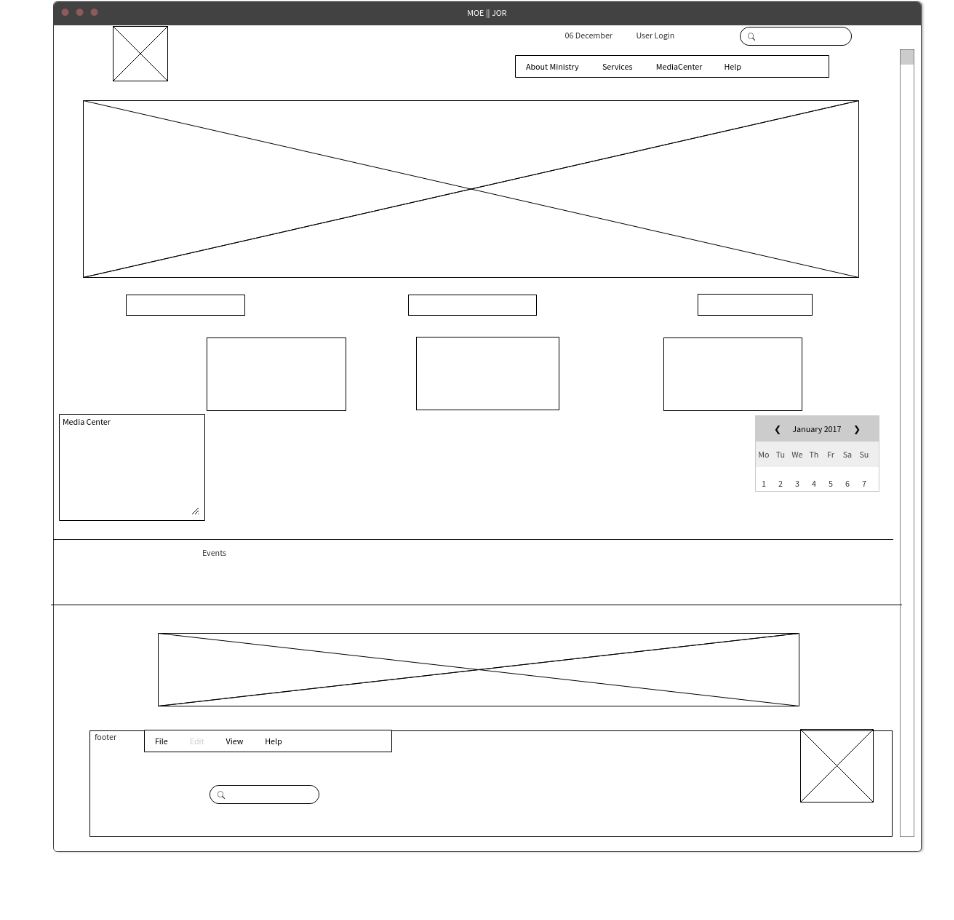 MOE || JOR
06 December User Login
About Ministry Services MediaCenter Help
Media Center
January 2017
Mo Tu We Th Fr Sa Su
1 2 3 4 5 6 7
Events
footer
File Edit View Help